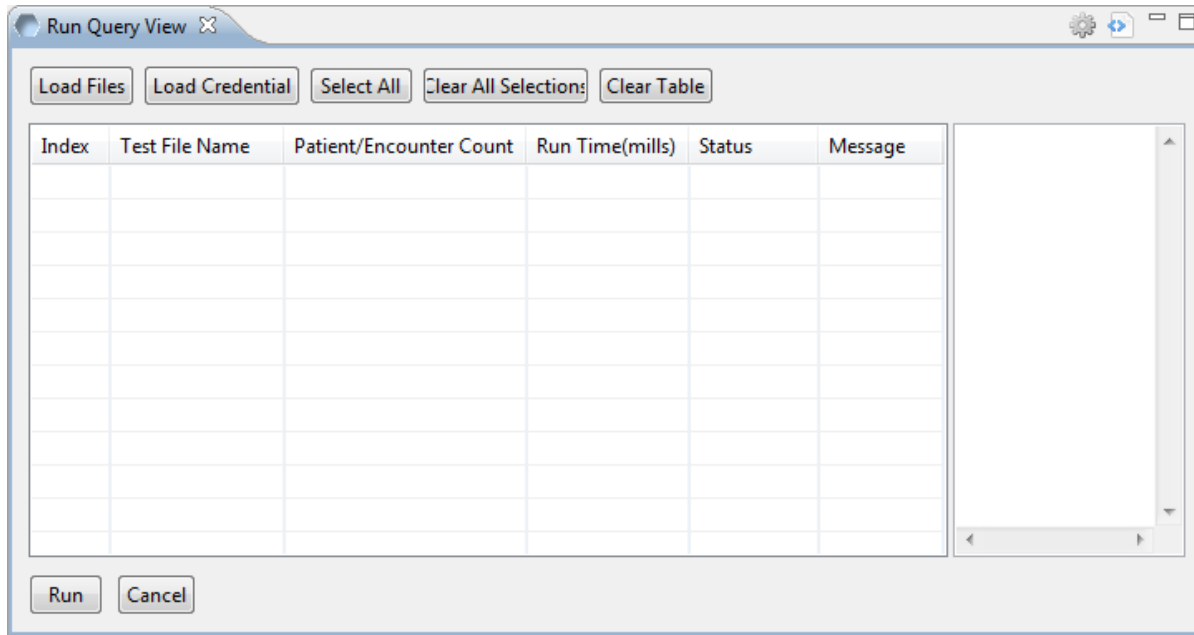 Run Query View
Load Files Load Credential Select All Clear All Selections Clear Table
Index Test File Name Patient/Encounter Count Run Time(mills) Status Message
Run Cancel